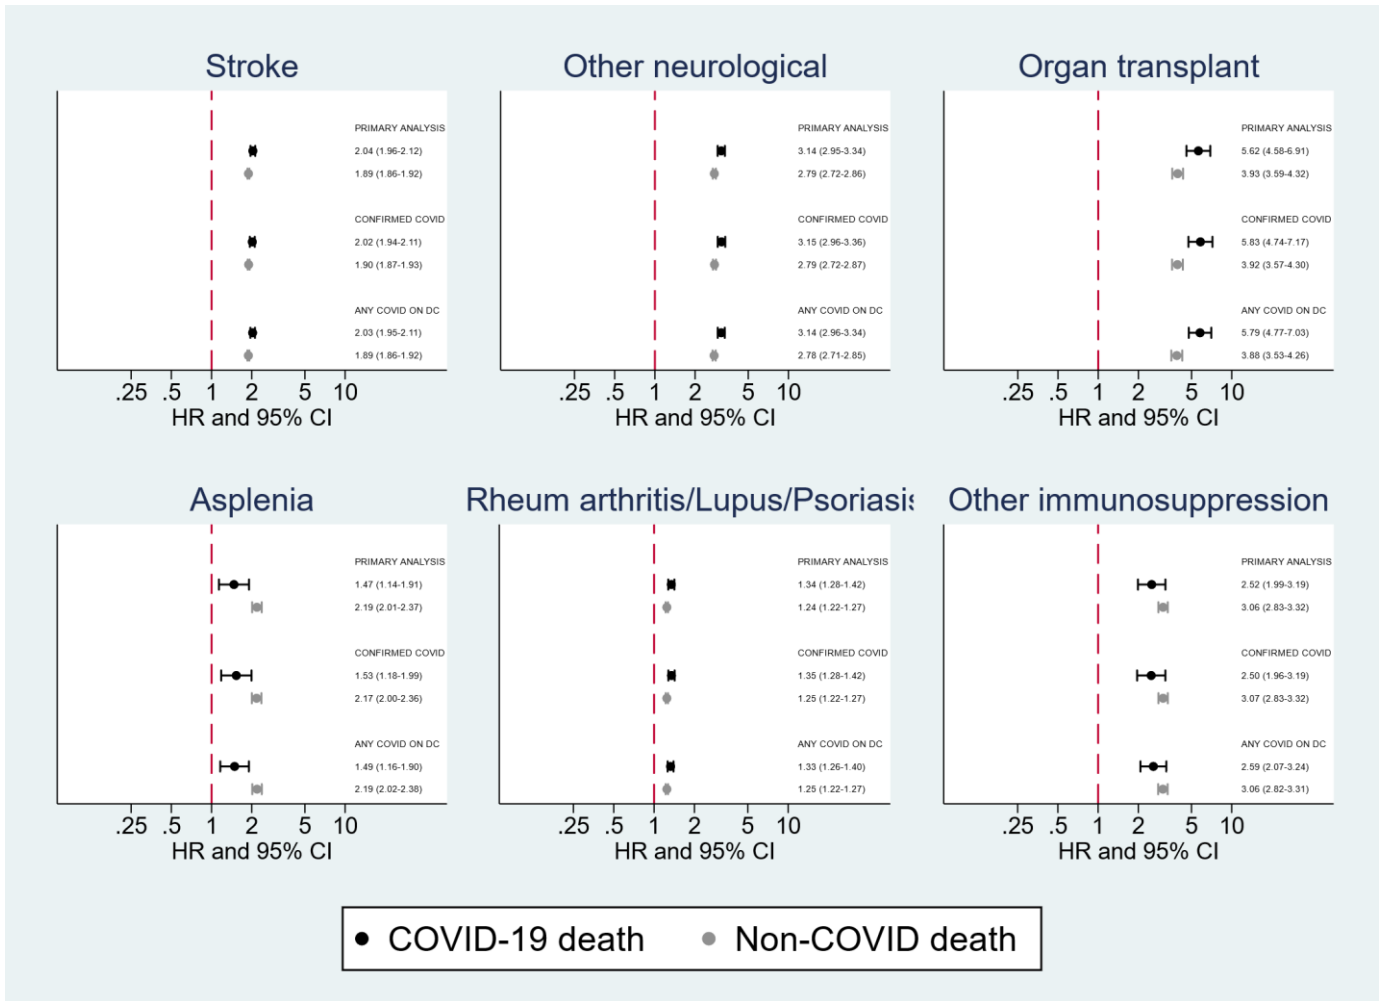 Stroke
PRIMARY ANALYSIS
2.04 (1.96-2.12)
1.89 (1.86-1.92)
CONFIRMED COVID
2.02 (1.94-2.11)
1.90 (1.87-1.93)
ANY COVID ON DC
2.03 (1.95-2.11)
1.89 (1.86-1.92)
.25 .5 1 2 5 10
HR and 95% CI
Other neurological
PRIMARY ANALYSIS
3.14 (2.95-3.34)
2.79 (2.72-2.86)
CONFIRMED COVID
3.15 (2.96-3.36)
2.79 (2.72-2.87)
ANY COVID ON DC
3.14 (2.96-3.34)
2.78 (2.71-2.85)
.25 .5 1 2 5 10
HR and 95% CI
Organ transplant
PRIMARY ANALYSIS
5.62 (4.58-6.91)
3.93 (3.59-4.32)
CONFIRMED COVID
5.83 (4.74-7.17)
3.92 (3.57-4.30)
ANY COVID ON DC
5.79 (4.77-7.03)
3.88 (3.53-4.26)
.25 .5 1 2 5 10
HR and 95% CI
Asplenia
PRIMARY ANALYSIS
1.47 (1.14-1.91)
2.19 (2.01-2.37)
CONFIRMED COVID
1.53 (1.18-1.99)
2.17 (2.00-2.36)
ANY COVID ON DC
1.49 (1.16-1.90)
2.19 (2.02-2.38)
.25 .5 1 2 5 10
HR and 95% CI
Rheum arthritis/Lupus/Psoriasis
PRIMARY ANALYSIS
1.34 (1.28-1.42)
1.24 (1.22-1.27)
CONFIRMED COVID
1.35 (1.28-1.42)
1.25 (1.22-1.27)
ANY COVID ON DC
1.33 (1.26-1.40)
1.25 (1.22-1.27)
.25 .5 1 2 5 10
HR and 95% CI
Other immunosuppression
PRIMARY ANALYSIS
2.52 (1.99-3.19)
3.06 (2.83-3.32)
CONFIRMED COVID
2.50 (1.96-3.19)
3.07 (2.83-3.32)
ANY COVID ON DC
2.59 (2.07-3.24)
3.06 (2.82-3.31)
.25 .5 1 2 5 10
HR and 95% CI
COVID-19 death Non-COVID death